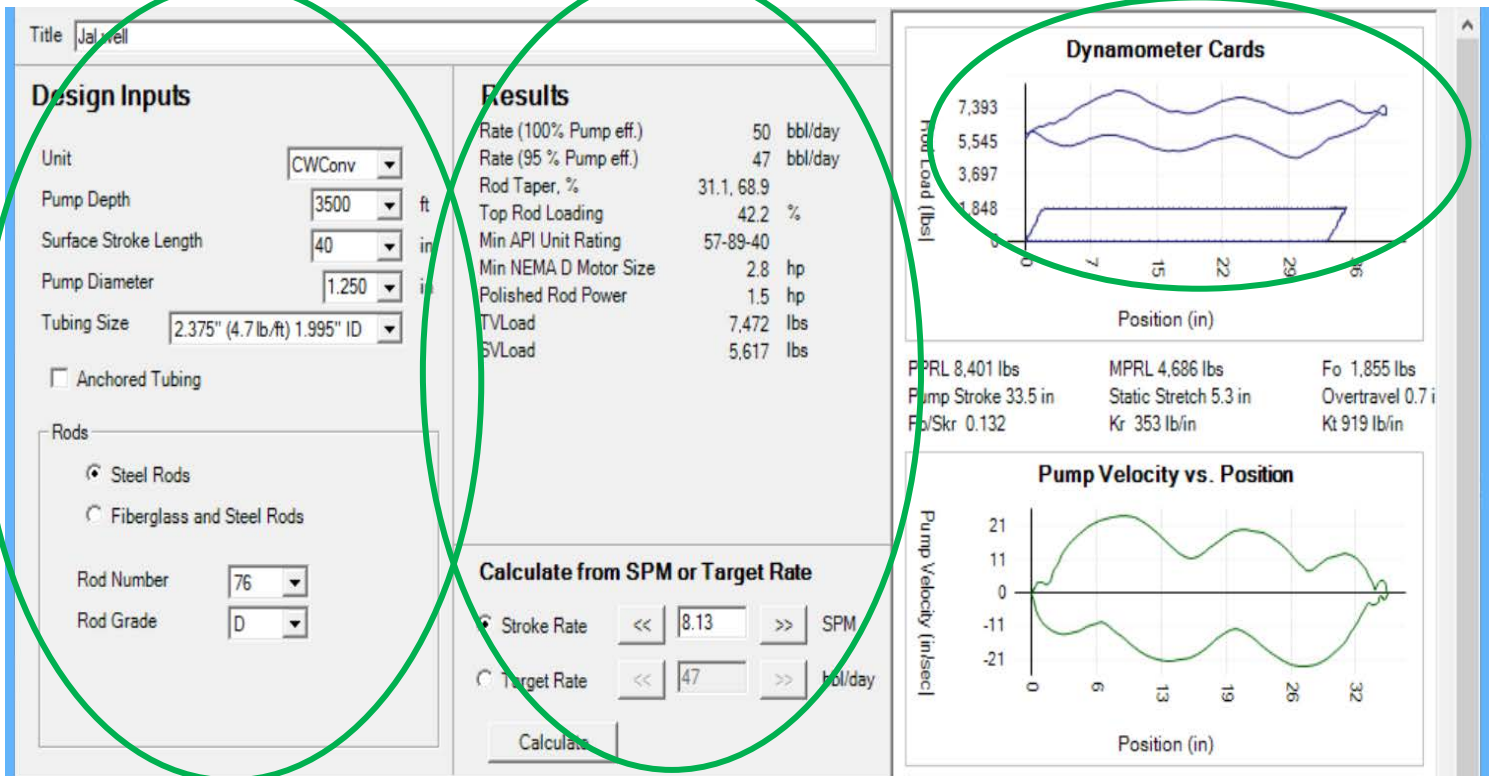 Title Jal well
Design Inputs
Unit CWConv
Pump Depth 3500 ft
Surface Stroke Length 40 in
Pump Diameter 1.250 in
Tubing Size 2.375" (4.7 lb/ft) 1.995" ID
Anchored Tubing
Rods
Steel Rods
Fiberglass and Steel Rods
Rod Number 76
Rod Grade D
Results
Rate (100% Pump eff.) 50 bbl/day
Rate (95 % Pump eff.) 47 bbl/day
Rod Taper, % 31.1, 68.9
Top Rod Loading 42.2 %
Min API Unit Rating 57-89-40
Min NEMA D Motor Size 2.8 hp
Polished Rod Power 1.5 hp
TVLoad 7,472 lbs
SVLoad 5,617 lbs
Calculate from SPM or Target Rate
Stroke Rate << 8.13 >> SPM
Target Rate << 47 >> bbl/day
Calculate
Dynamometer Cards
Rod Load (lbs)
7,393
5,545
3,697
1,848
0
0 7 15 22 29 36
Position (in)
PPRL 8,401 lbs MPRL 4,686 lbs Fo 1,855 lbs
Pump Stroke 33.5 in Static Stretch 5.3 in Overtravel 0.7 i
Fo/Skr 0.132 Kr 353 lb/in Kt 919 lb/in
Pump Velocity vs. Position
Pump Velocity (in/sec)
21
11
0
-11
-21
0 6 13 19 26 32
Position (in)